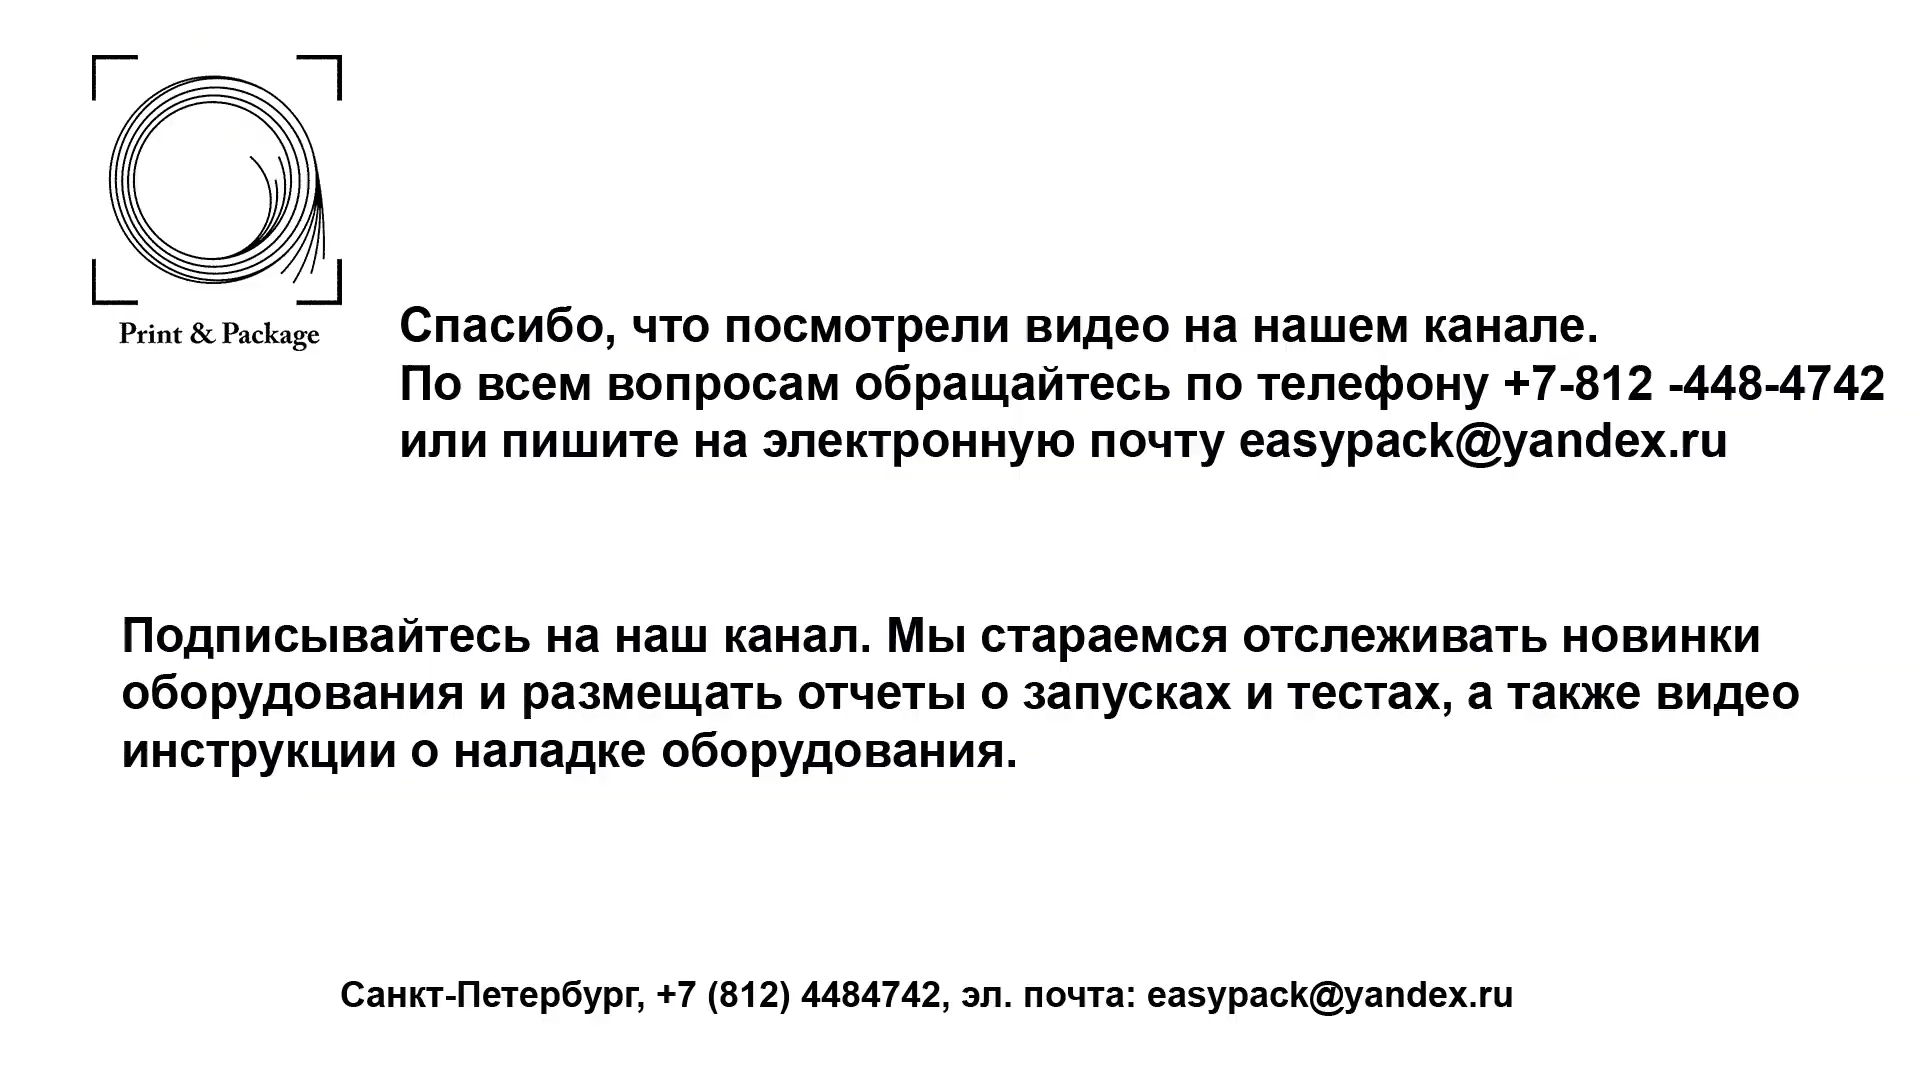 Print & Package
Спасибо, что посмотрели видео на нашем канале.
По всем вопросам обращайтесь по телефону +7-812 -448-4742
или пишите на электронную почту easypack@yandex.ru
Подписывайтесь на наш канал. Мы стараемся отслеживать новинки
оборудования и размещать отчеты о запусках и тестах, а также видео
инструкции о наладке оборудования.
Санкт-Петербург, +7 (812) 4484742, эл. почта: easypack@yandex.ru